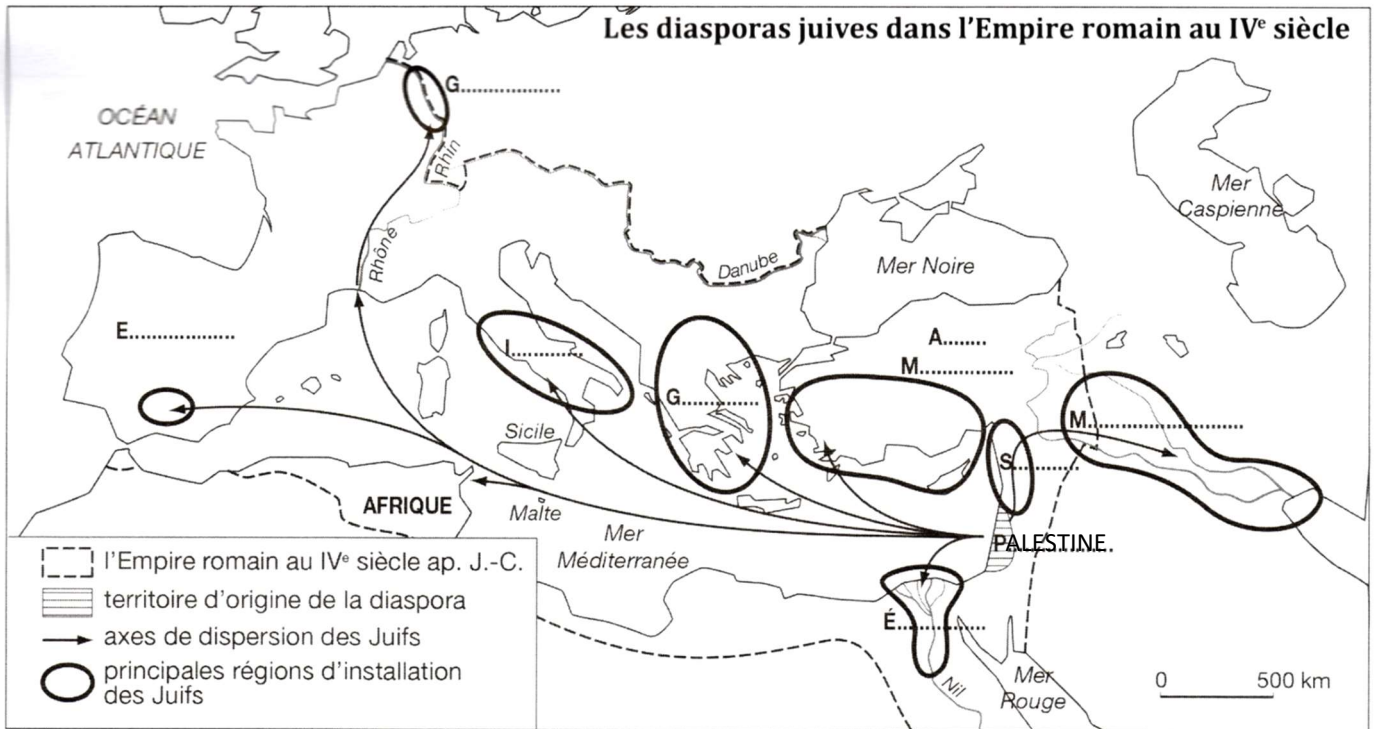 Les diasporas juives dans l'Empire romain au IVe siècle
G..................
OCÉAN
ATLANTIQUE
Rhin
Mer
Caspienne
Rhône
Danube
Mer Noire
E................
I............
A........
M..................
G.............
M..........................
S...........
Sicile
AFRIQUE
Malte
Mer
Méditerranée
PALESTINE.
É...............
Nil
Mer
Rouge
0 500 km
l'Empire romain au IVe siècle ap. J.-C.
territoire d'origine de la diaspora
axes de dispersion des Juifs
principales régions d'installation
des Juifs